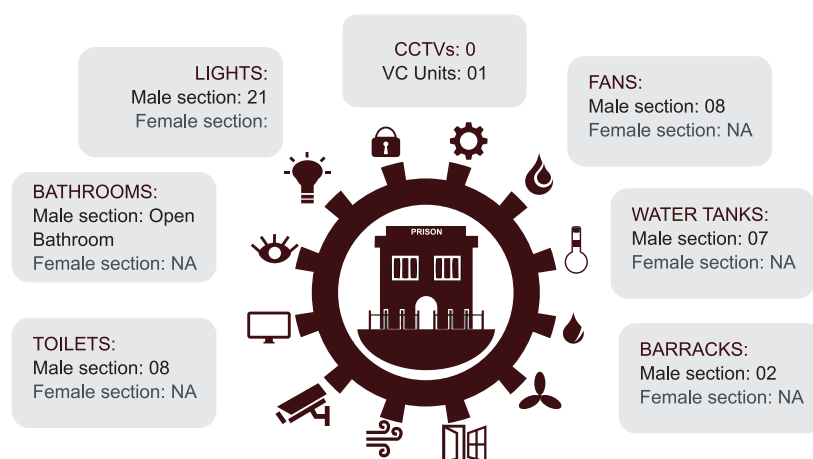 CCTVs: 0
VC Units: 01
LIGHTS:
Male section: 21
Female section:
FANS:
Male section: 08
Female section: NA
BATHROOMS:
Male section: Open
Bathroom
Female section: NA
PRISON
WATER TANKS:
Male section: 07
Female section: NA
TOILETS:
Male section: 08
Female section: NA
BARRACKS:
Male section: 02
Female section: NA